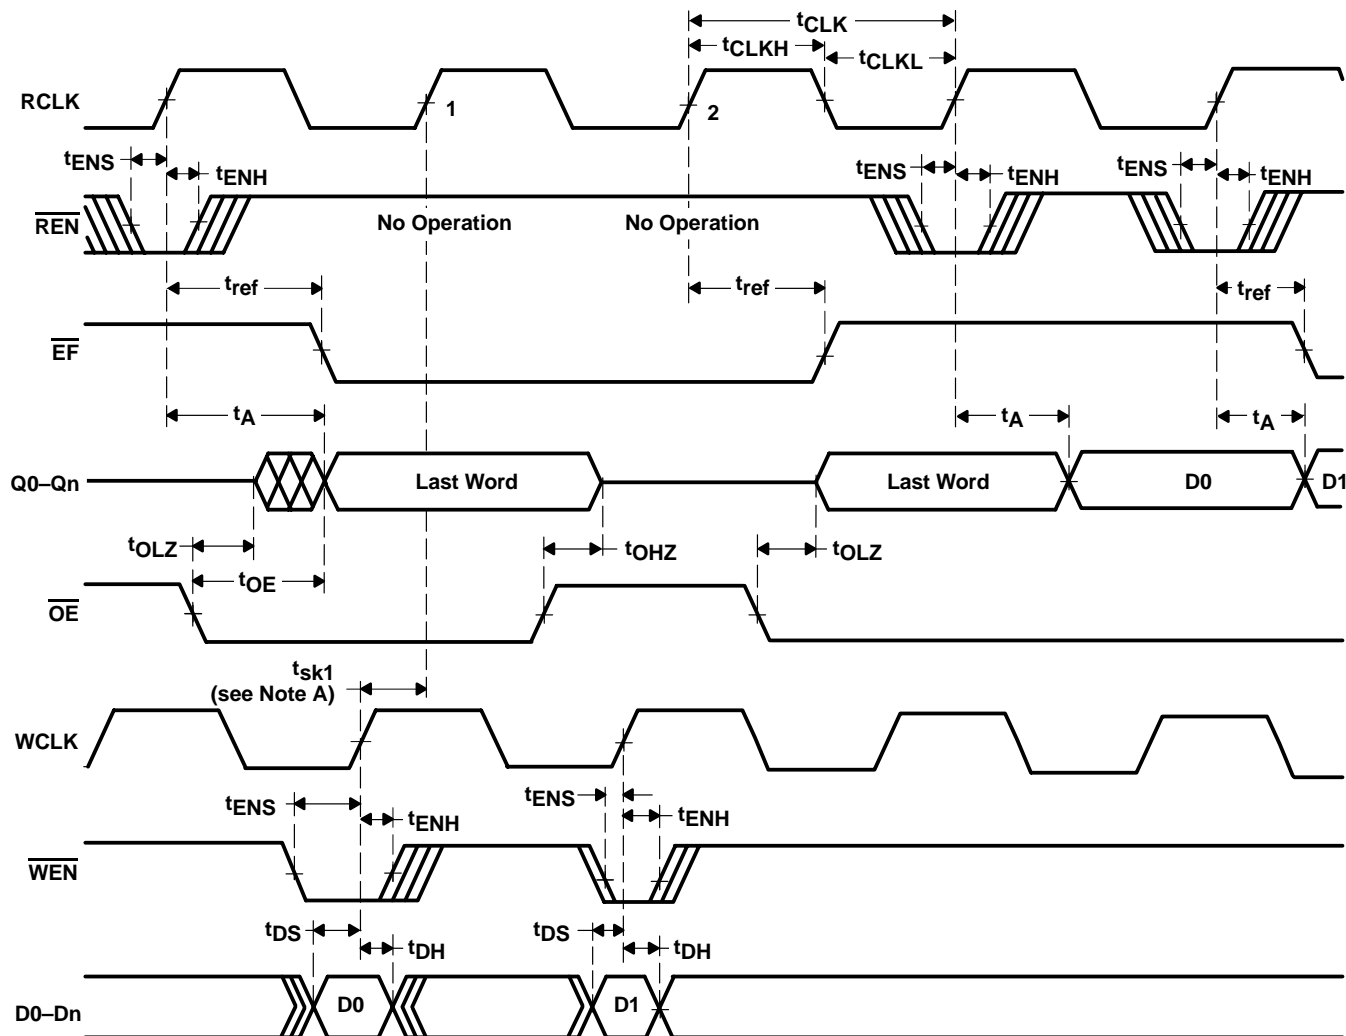 tCLK
tCLKH
tCLKL
RCLK
1
2
tENS
tENH
tENS
tENH
tENS
tENH
REN
No Operation
No Operation
tref
tref
tref
EF
tA
tA
tA
Q0–Qn
Last Word
Last Word
D0
D1
tOLZ
tOHZ
tOLZ
tOE
OE
tsk1
(see Note A)
WCLK
tENS
tENH
tENS
tENH
WEN
tDS
tDH
tDS
tDH
D0–Dn
D0
D1